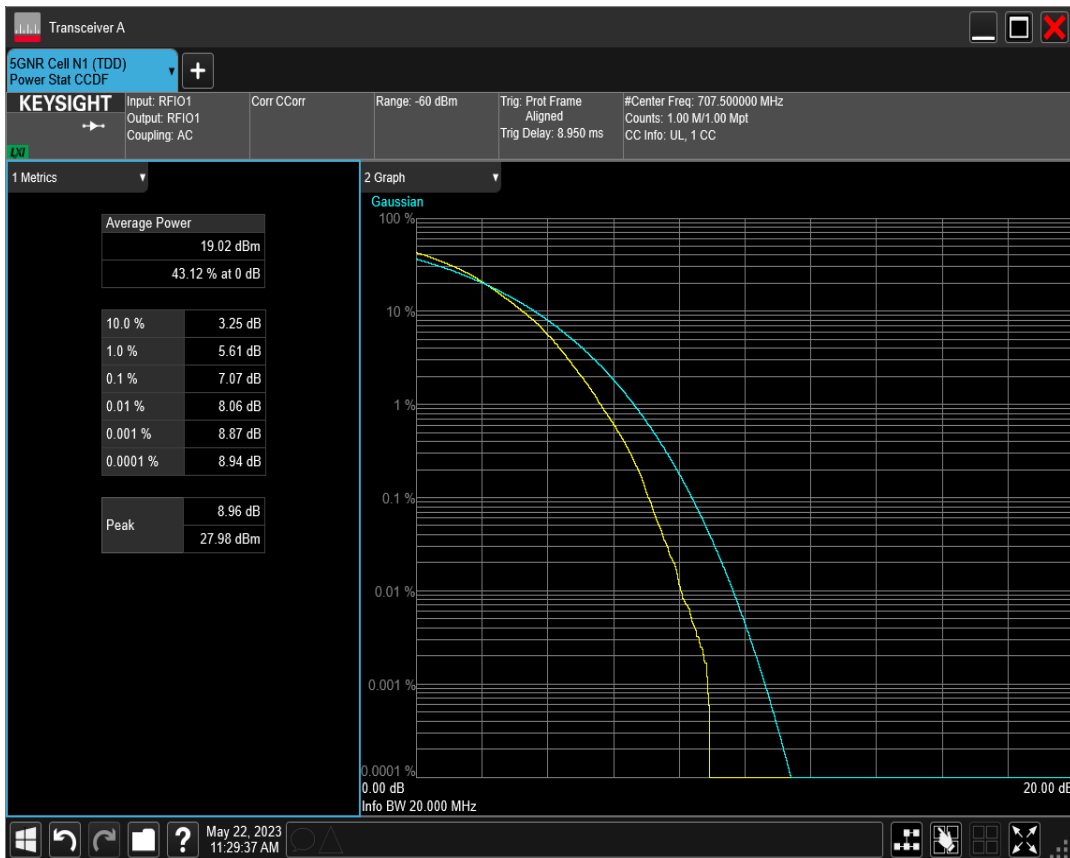 Transceiver A
5GNR Cell N1 (TDD)
Power Stat CCDF
+
KEYSIGHT
LXI
Input: RFIO1
Output: RFIO1
Coupling: AC
Corr CCorr
Range: -60 dBm
Trig: Prot Frame
Aligned
Trig Delay: 8.950 ms
#Center Freq: 707.500000 MHz
Counts: 1.00 M/1.00 Mpt
CC Info: UL, 1 CC
1 Metrics
Average Power
19.02 dBm
43.12 % at 0 dB
10.0 % 3.25 dB
1.0 % 5.61 dB
0.1 % 7.07 dB
0.01 % 8.06 dB
0.001 % 8.87 dB
0.0001 % 8.94 dB
Peak
8.96 dB
27.98 dBm
2 Graph
Gaussian
100 %
10 %
1 %
0.1 %
0.01 %
0.001 %
0.0001 %
0.00 dB
20.00 dB
Info BW 20.000 MHz
?
May 22, 2023
11:29:37 AM